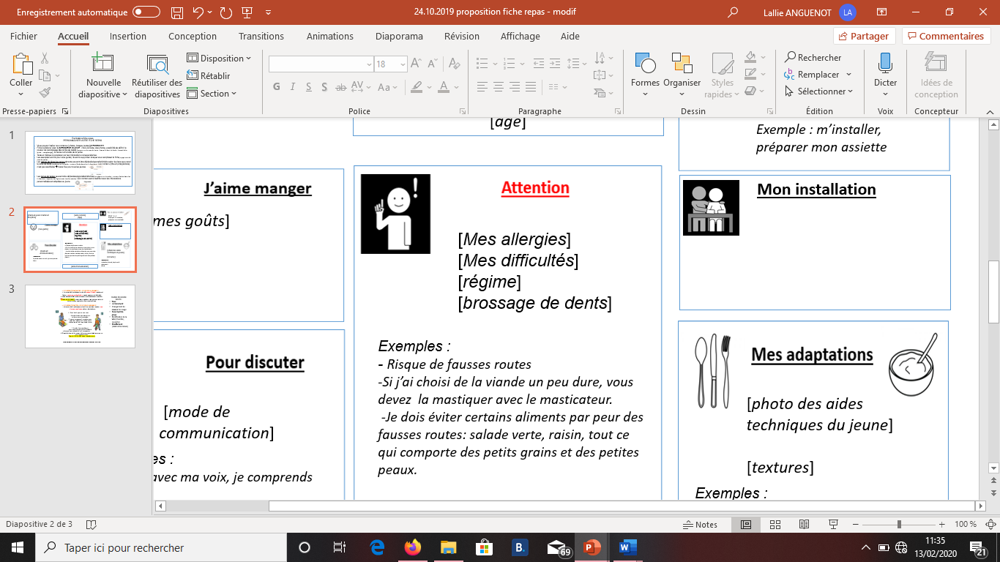 Enregistrement automatique
24.10.2019 proposition fiche repas - modif
Lallie ANGUENOT
LA
Fichier
Accueil
Insertion
Conception
Transitions
Animations
Diaporama
Révision
Affichage
Aide
Partager
Commentaires
Coller
Nouvelle
diapositive
Réutiliser des
diapositives
Disposition
Rétablir
Section
18
G I S S ab AV Aa
A
Formes
Organiser
Styles
rapides
Rechercher
Remplacer
Sélectionner
Dicter
Idées de
conception
Presse-papiers
Diapositives
Police
Paragraphe
Dessin
Édition
Voix
Concepteur
1
2
3
[age]
Exemple : m’installer,
préparer mon assiette
J’aime manger
mes goûts]
Attention
[Mes allergies]
[Mes difficultés]
[régime]
[brossage de dents]
Exemples :
- Risque de fausses routes
-Si j’ai choisi de la viande un peu dure, vous
devez la mastiquer avec le masticateur.
-Je dois éviter certains aliments par peur des
fausses routes: salade verte, raisin, tout ce
qui comporte des petits grains et des petites
peaux.
Mon installation
Pour discuter
[mode de
communication]
es :
avec ma voix, je comprends
Mes adaptations
[photo des aides
techniques du jeune]
[textures]
Exemples :
Diapositive 2 de 3
Notes
100 %
Taper ici pour rechercher
B.
69
11:35
13/02/2020
21